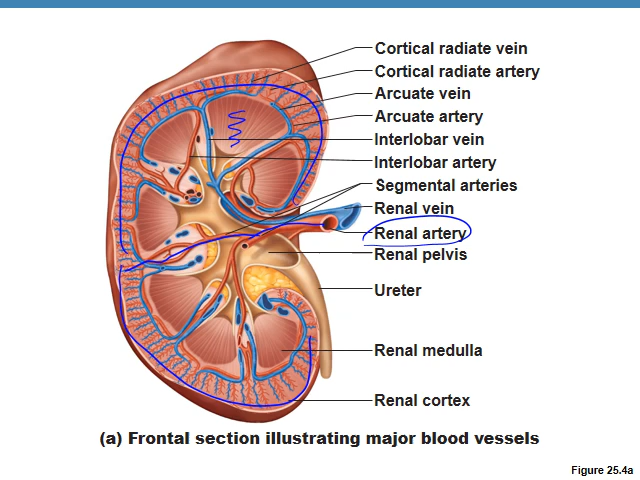 Cortical radiate vein
Cortical radiate artery
Arcuate vein
Arcuate artery
Interlobar vein
Interlobar artery
Segmental arteries
Renal vein
Renal artery
Renal pelvis
Ureter
Renal medulla
Renal cortex
(a) Frontal section illustrating major blood vessels
Figure 25.4a